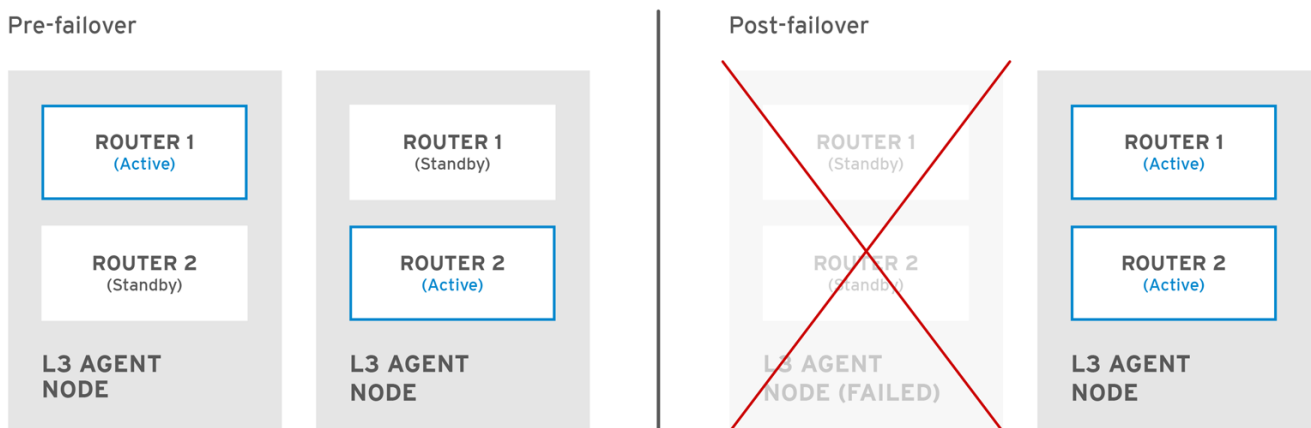 Pre-failover
ROUTER 1
(Active)
ROUTER 2
(Standby)
L3 AGENT
NODE
ROUTER 1
(Standby)
ROUTER 2
(Active)
L3 AGENT
NODE
Post-failover
ROUTER 1
(Standby)
ROUTER 2
(Standby)
L3 AGENT
NODE (FAILED)
ROUTER 1
(Active)
ROUTER 2
(Active)
L3 AGENT
NODE